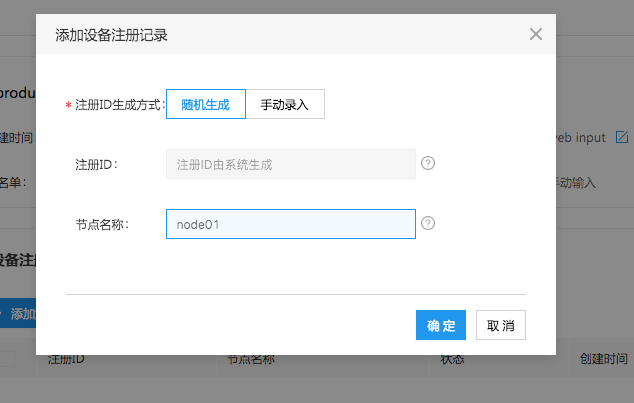 添加设备注册记录
* 注册ID生成方式: 随机生成 手动录入
注册ID: 注册ID由系统生成
节点名称: node01
确 定 取 消
produ
建时间 web input
名单: 手动输入
设备注册
添加
注册ID 节点名称 状态 创建时间